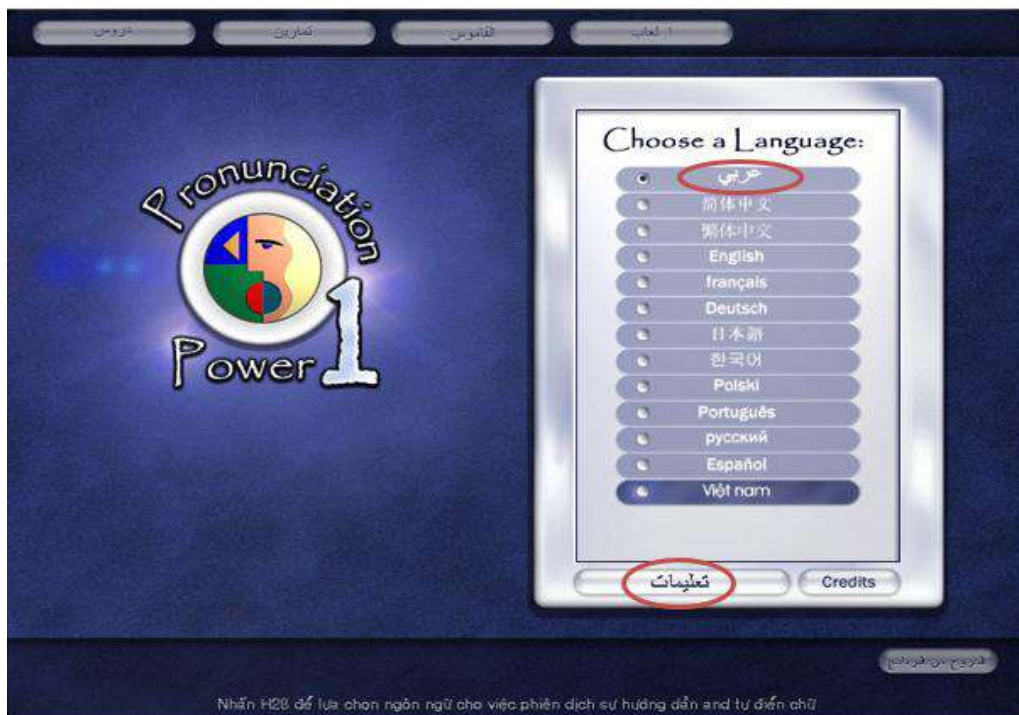 دروس
تمارين
القاموس
Pronunciation
Power 1
Choose a Language:
عربي
简体中文
繁体中文
English
français
Deutsch
日本語
한국어
Polski
Português
русский
Español
Việt nam
تعليمات
Credits
Nhấn H28 để lựa chọn ngôn ngữ cho việc phiên dịch sự hướng dẫn and tự điển chữ